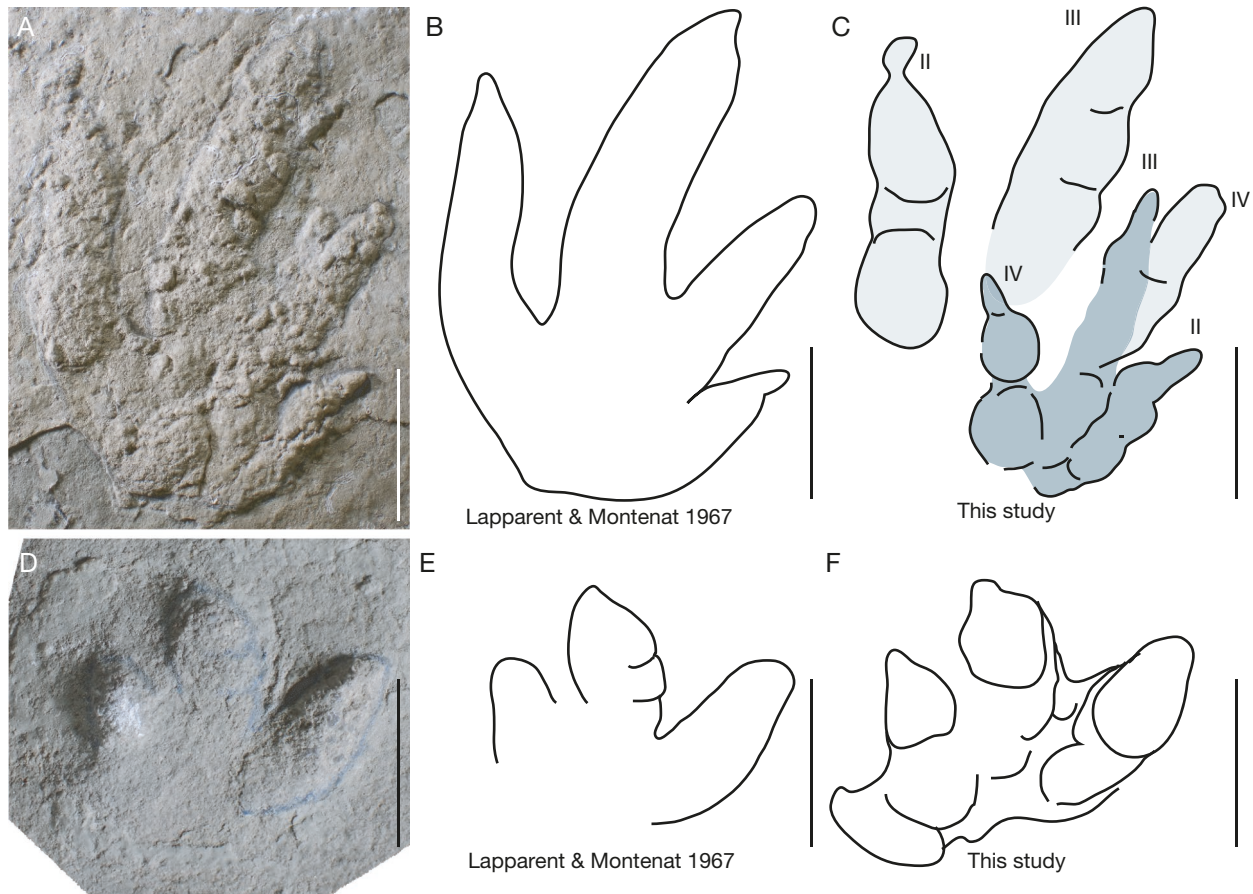 A
B
C
II
III
III
IV
IV
II
Lapparent & Montenat 1967
This study
D
E
F
Lapparent & Montenat 1967
This study